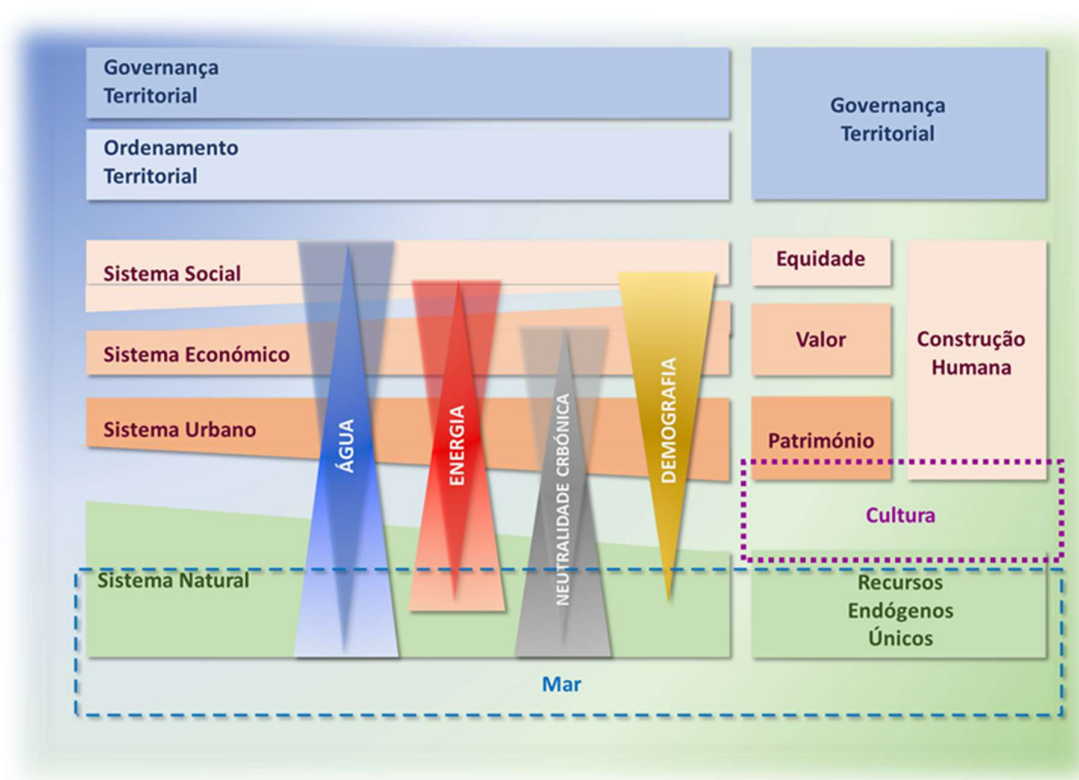 Governança
Territorial
Governança
Territorial
Ordenamento
Territorial
Sistema Social
Equidade
Sistema Económico
Valor
Construção
Humana
Sistema Urbano
Património
ÁGUA
ENERGIA
NEUTRALIDADE CRBÓNICA
DEMOGRAFIA
Cultura
Sistema Natural
Recursos
Endógenos
Únicos
Mar